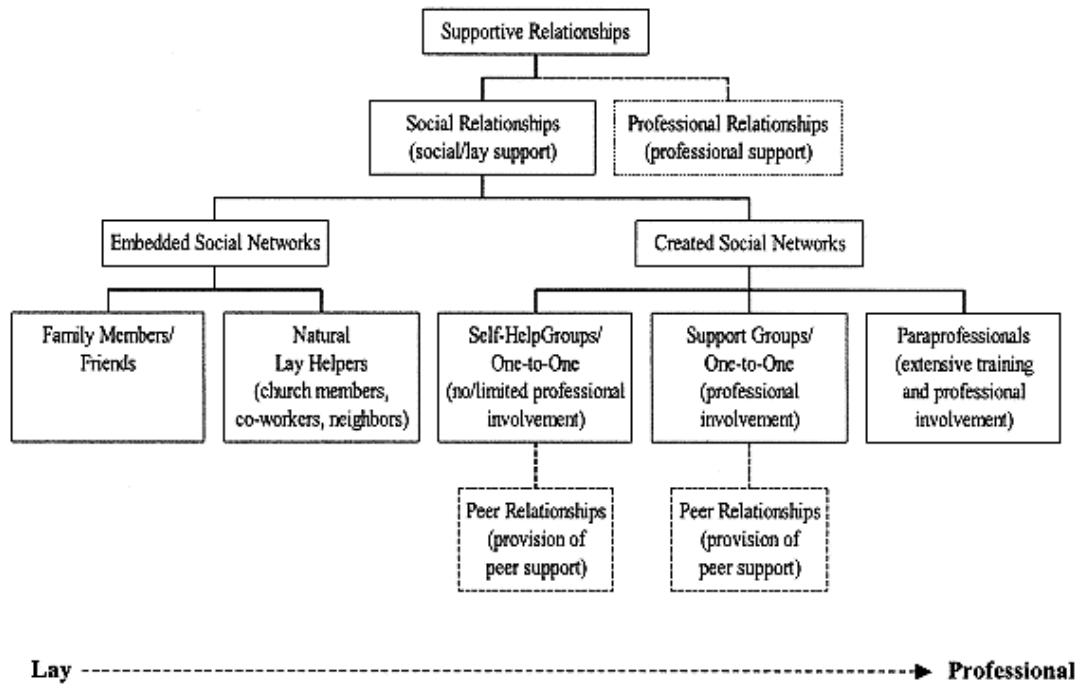 Supportive Relationships
Social Relationships
(social/lay support)
Professional Relationships
(professional support)
Embedded Social Networks
Created Social Networks
Family Members/
Friends
Natural
Lay Helpers
(church members,
co-workers, neighbors)
Self-HelpGroups/
One-to-One
(no/limited professional
involvement)
Support Groups/
One-to-One
(professional
involvement)
Paraprofessionals
(extensive training
and professional
involvement)
Peer Relationships
(provision of
peer support)
Peer Relationships
(provision of
peer support)
Lay
Professional